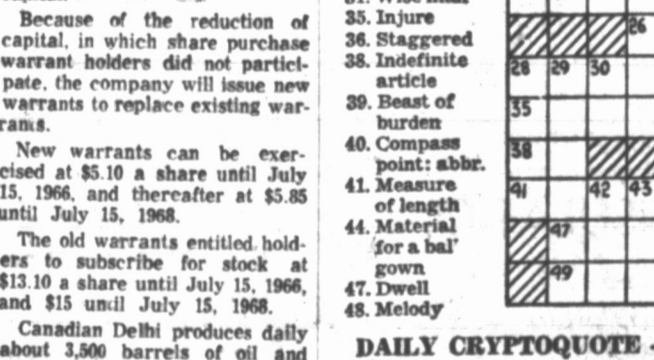 Because of the reduction of
capital, in which share purchase
warrant holders did not partici-
pate, the company will issue new
warrants to replace existing war-
rants.
New warrants can be exer-
cised at $5.10 a share until July
15, 1966, and thereafter at $5.85
until July 15, 1968.
The old warrants entitled hold-
ers to subscribe for stock at
$13.10 a share until July 15, 1966,
and $15 until July 15, 1968.
Canadian Delhi produces daily
about 3,500 barrels of oil and
35. Injure
36. Staggered
38. Indefinite
article
39. Beast of
burden
40. Compass
point: abbr.
41. Measure
of length
44. Material
for a bal'
gown
47. Dwell
48. Melody
26
28 29 30
35
38
41 42 43
47
49
DAILY CRYPTOQUOTE